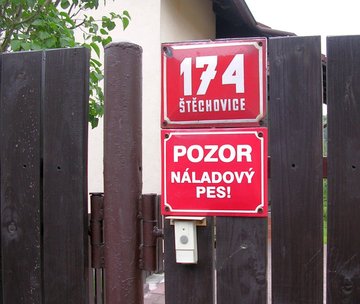 174
ŠTĚCHOVICE
POZOR
NÁLADOVÝ
PES!